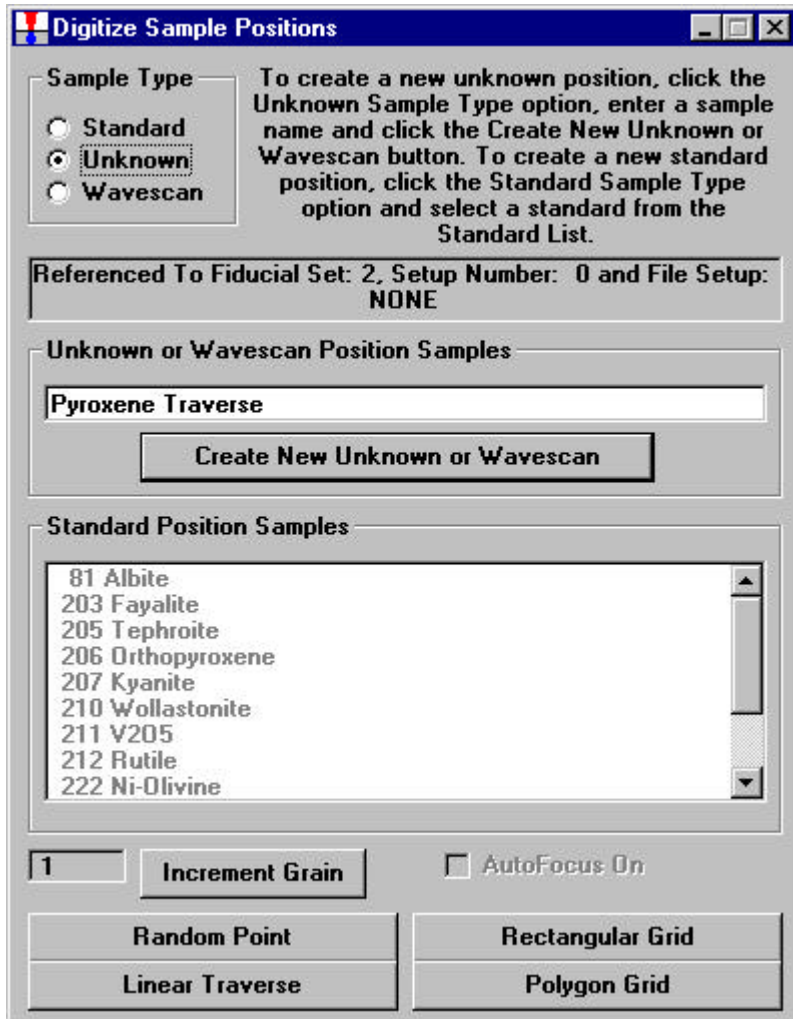 Digitize Sample Positions
Sample Type
Standard
Unknown
Wavescan
To create a new unknown position, click the
Unknown Sample Type option, enter a sample
name and click the Create New Unknown or
Wavescan button. To create a new standard
position, click the Standard Sample Type
option and select a standard from the
Standard List.
Referenced To Fiducial Set: 2, Setup Number:  0 and File Setup:
NONE
Unknown or Wavescan Position Samples
Pyroxene Traverse
Create New Unknown or Wavescan
Standard Position Samples
81 Albite
203 Fayalite
205 Tephroite
206 Orthopyroxene
207 Kyanite
210 Wollastonite
211 V2O5
212 Rutile
222 Ni-Olivine
1
Increment Grain
AutoFocus On
Random Point
Rectangular Grid
Linear Traverse
Polygon Grid